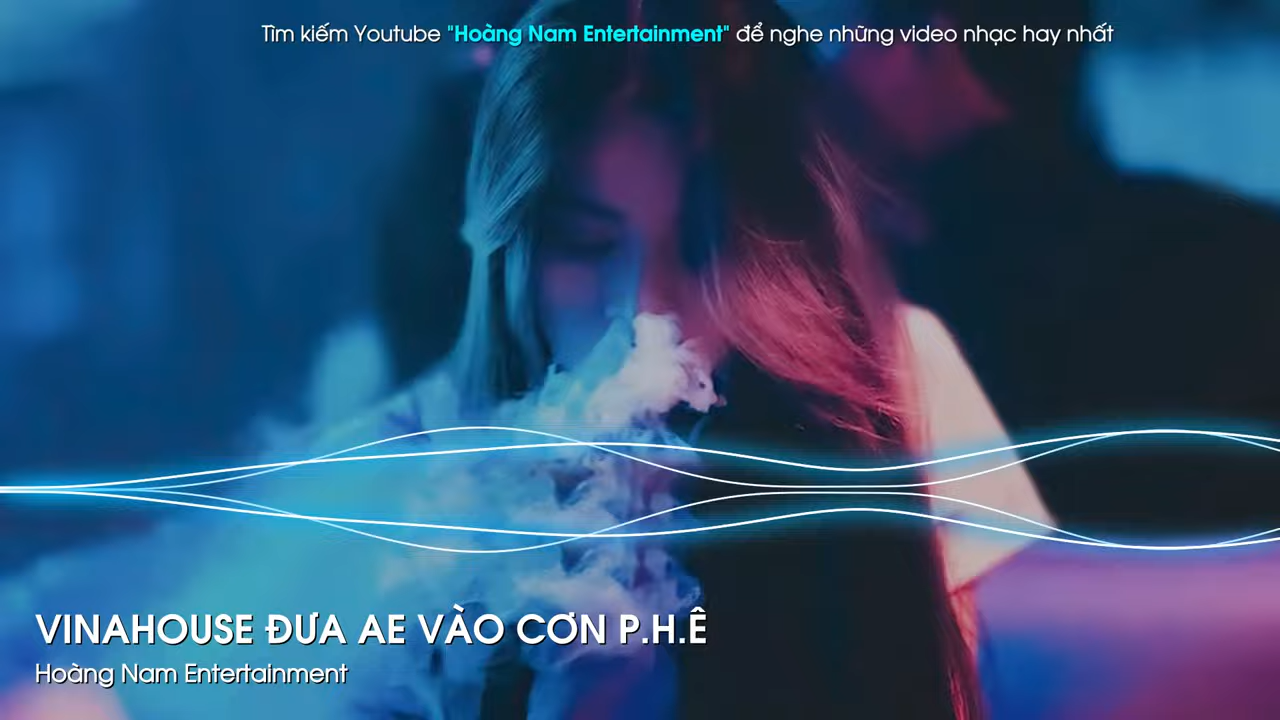 Tìm kiếm Youtube "Hoàng Nam Entertainment" để nghe những video nhạc hay nhất
VINAHOUSE ĐƯA AE VÀO CƠN P.H.Ê
Hoàng Nam Entertainment